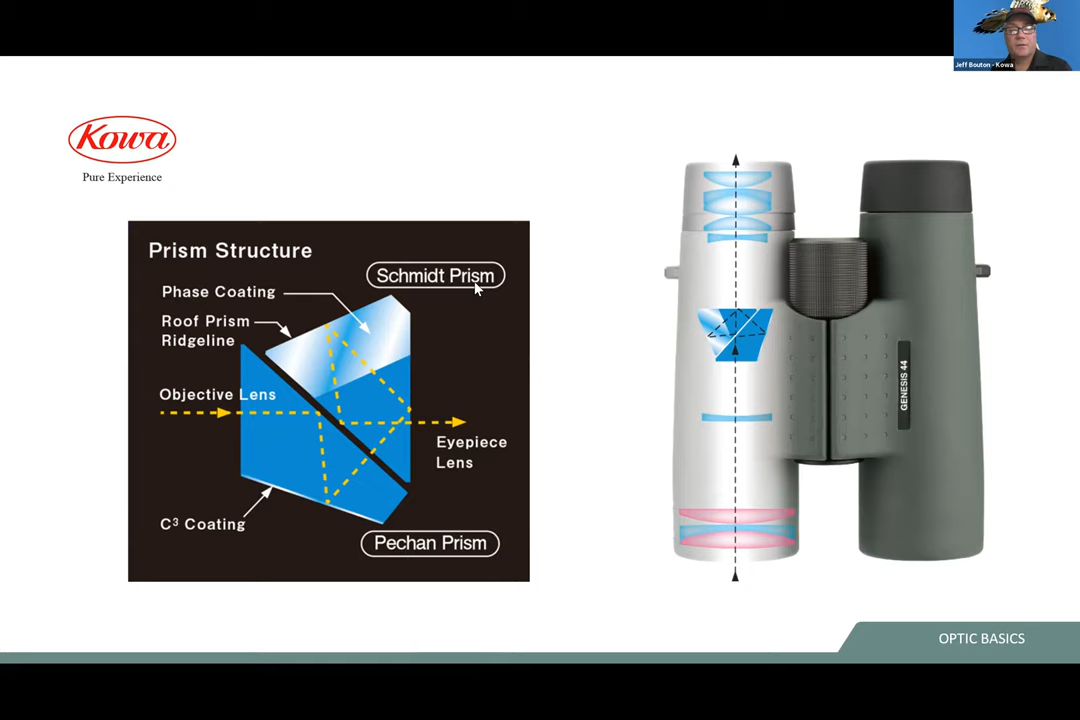 Jeff Bouton - Kowa
Kowa
Pure Experience
Prism Structure
Schmidt Prism
Phase Coating
Roof Prism
Ridgeline
Objective Lens
Eyepiece
Lens
C³ Coating
Pechan Prism
GENESIS 44
OPTIC BASICS